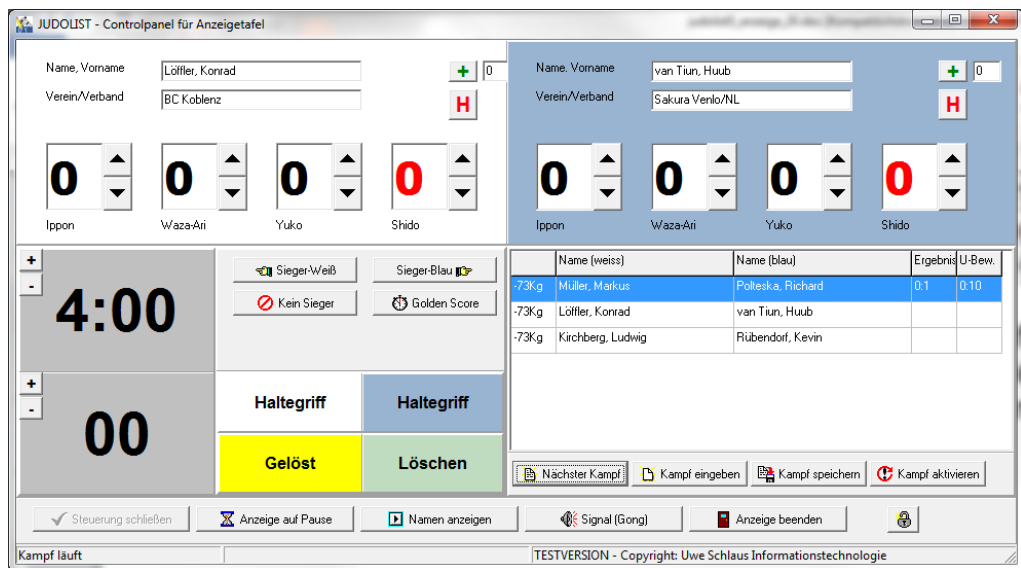 JUDOLIST - Controlpanel für Anzeigetafel
Name, Vorname Löffler, Konrad + 0
Verein/Verband BC Koblenz H
0 0 0 0
Ippon Waza-Ari Yuko Shido
Name. Vorname van Tiun, Huub + 0
Verein/Verband Sakura Venlo/NL H
0 0 0 0
Ippon Waza-Ari Yuko Shido
+
-
4:00
Sieger-Weiß Sieger-Blau
Kein Sieger Golden Score
+
-
00
Haltegriff Haltegriff
Gelöst Löschen
Name (weiss) Name (blau) Ergebnis U-Bew.
-73Kg Müller, Markus Polteska, Richard 0:1 0:10
-73Kg Löffler, Konrad van Tiun, Huub
-73Kg Kirchberg, Ludwig Rübendorf, Kevin
Nächster Kampf Kampf eingeben Kampf speichern Kampf aktivieren
Steuerung schließen Anzeige auf Pause Namen anzeigen Signal (Gong) Anzeige beenden
Kampf läuft TESTVERSION - Copyright: Uwe Schlaus Informationstechnologie